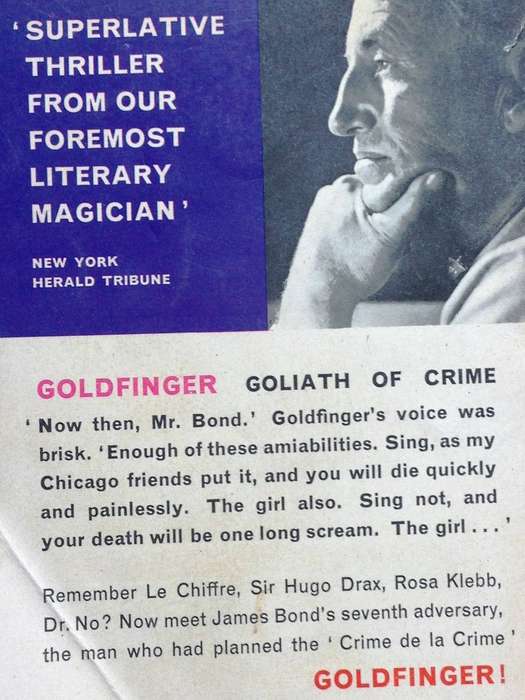 ‘ SUPERLATIVE
THRILLER
FROM OUR
FOREMOST
LITERARY
MAGICIAN ’
NEW YORK
HERALD TRIBUNE
GOLDFINGER GOLIATH OF CRIME
‘ Now then, Mr. Bond.’ Goldfinger’s voice was
brisk. ‘Enough of these amiabilities. Sing, as my
Chicago friends put it, and you will die quickly
and painlessly. The girl also. Sing not, and
your death will be one long scream. The girl . . . ’
Remember Le Chiffre, Sir Hugo Drax, Rosa Klebb,
Dr. No? Now meet James Bond’s seventh adversary,
the man who had planned the ‘ Crime de la Crime ’
GOLDFINGER!